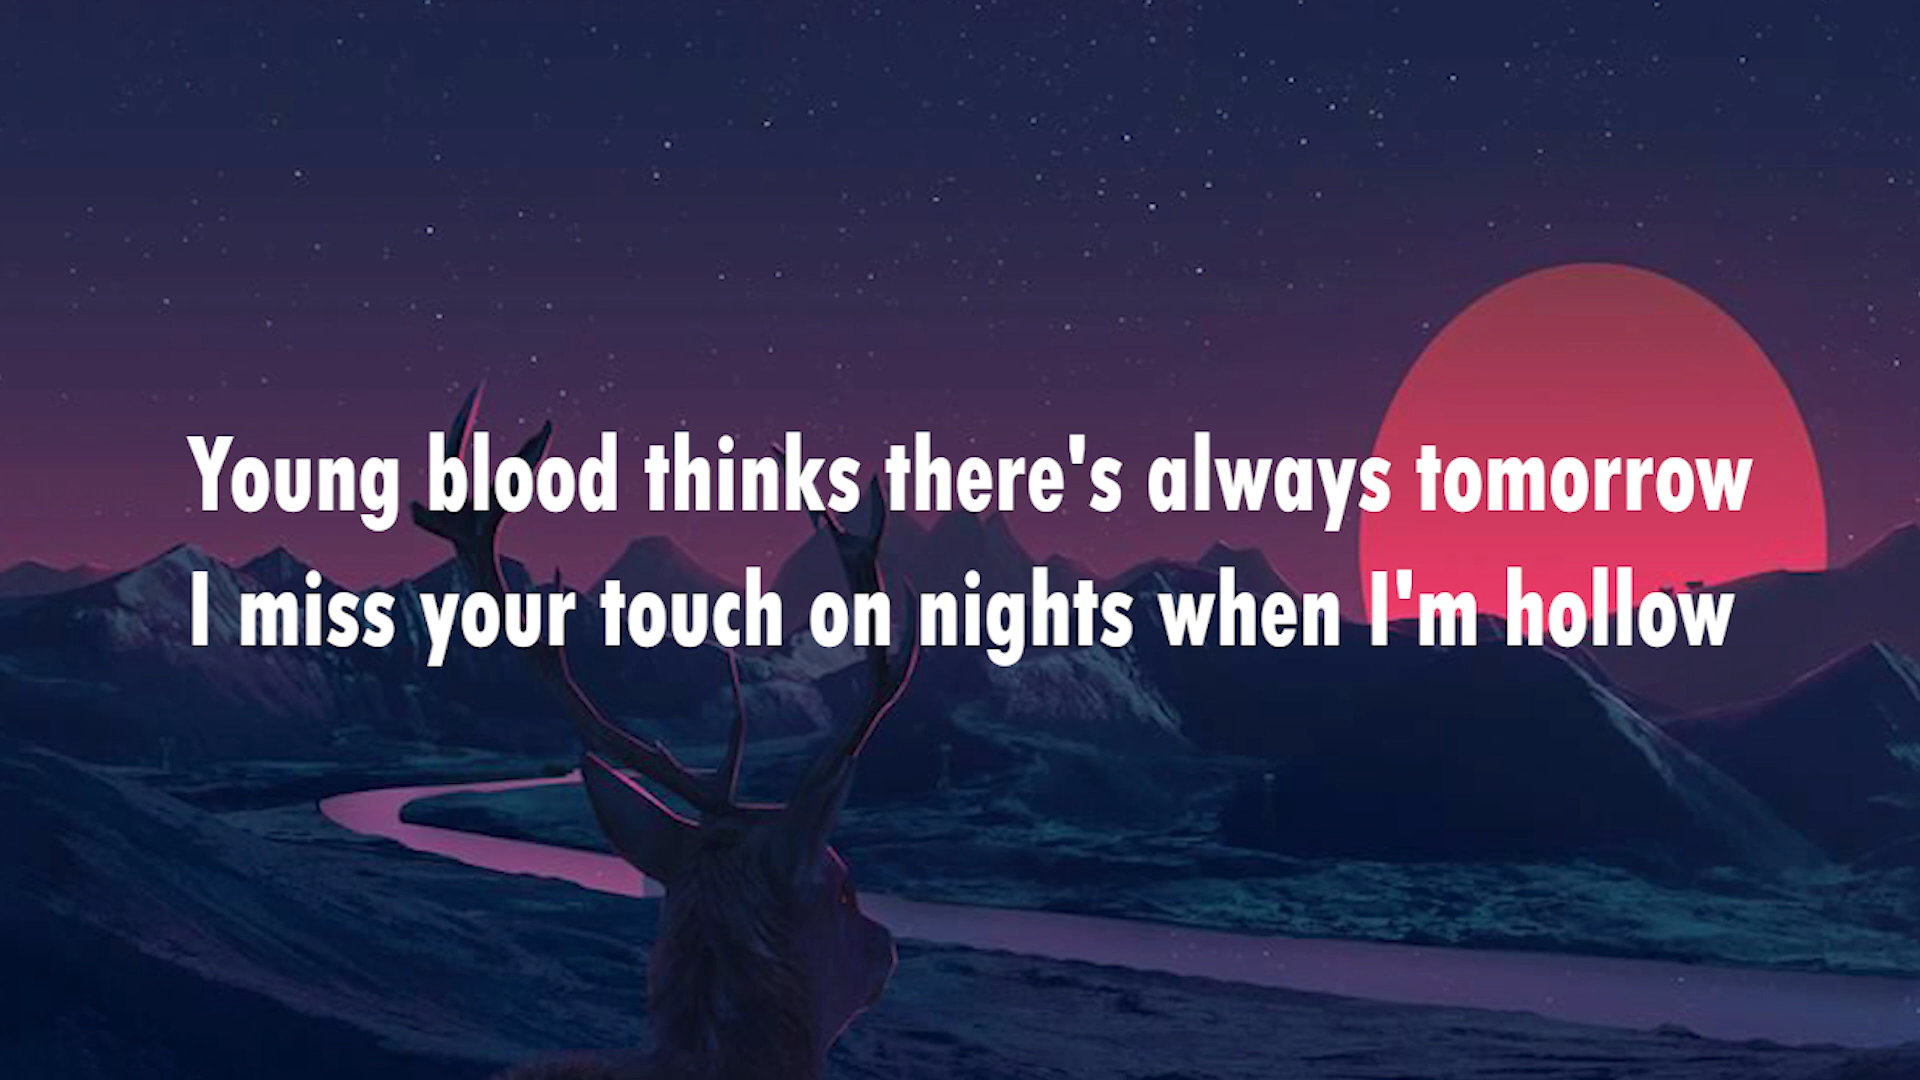 Young blood thinks there's always tomorrow
I miss your touch on nights when I'm hollow